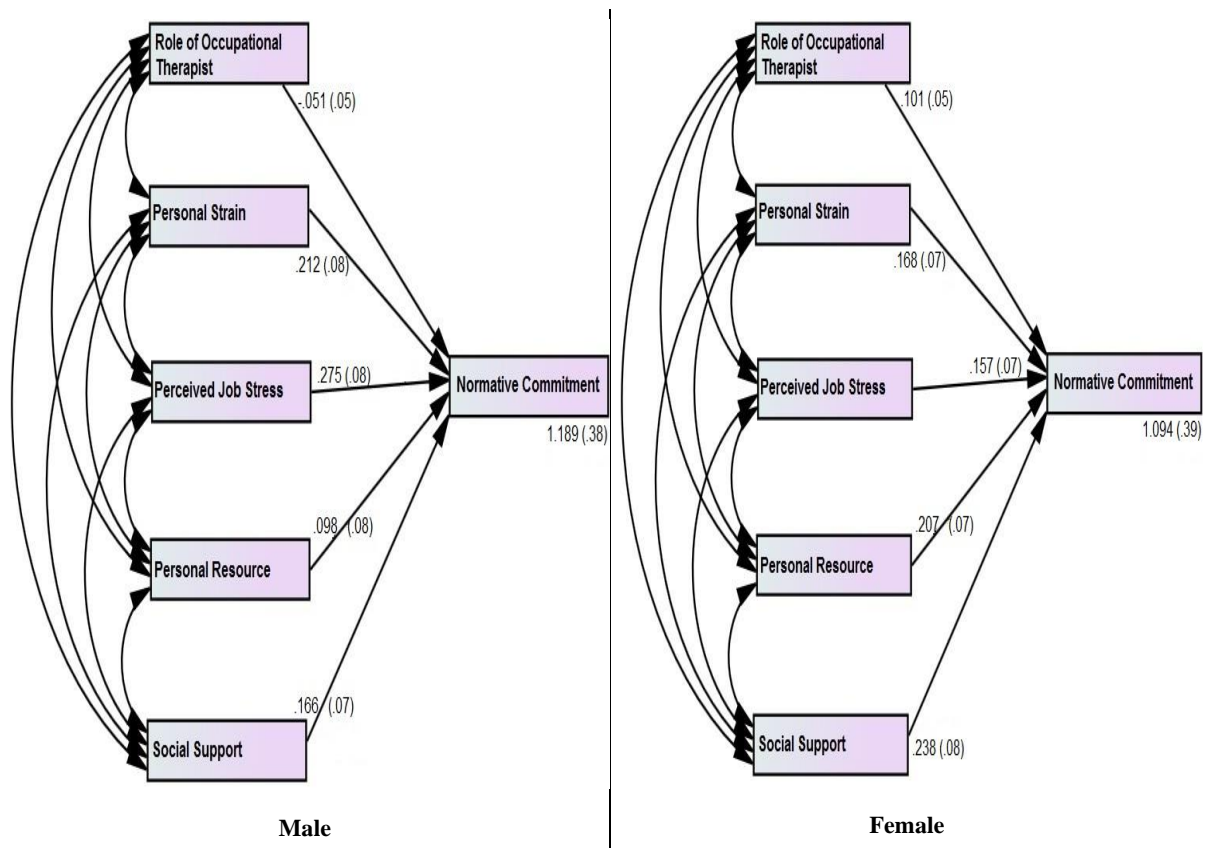 Role of Occupational
Therapist
-.051 (.05)
Personal Strain
.212 (.08)
Perceived Job Stress
.275 (.08)
Normative Commitment
1.189 (.38)
Personal Resource
.098 (.08)
Social Support
.166 (.07)
Male
Role of Occupational
Therapist
.101 (.05)
Personal Strain
.168 (.07)
Perceived Job Stress
.157 (.07)
Normative Commitment
1.094 (.39)
Personal Resource
.207 (.07)
Social Support
.238 (.08)
Female